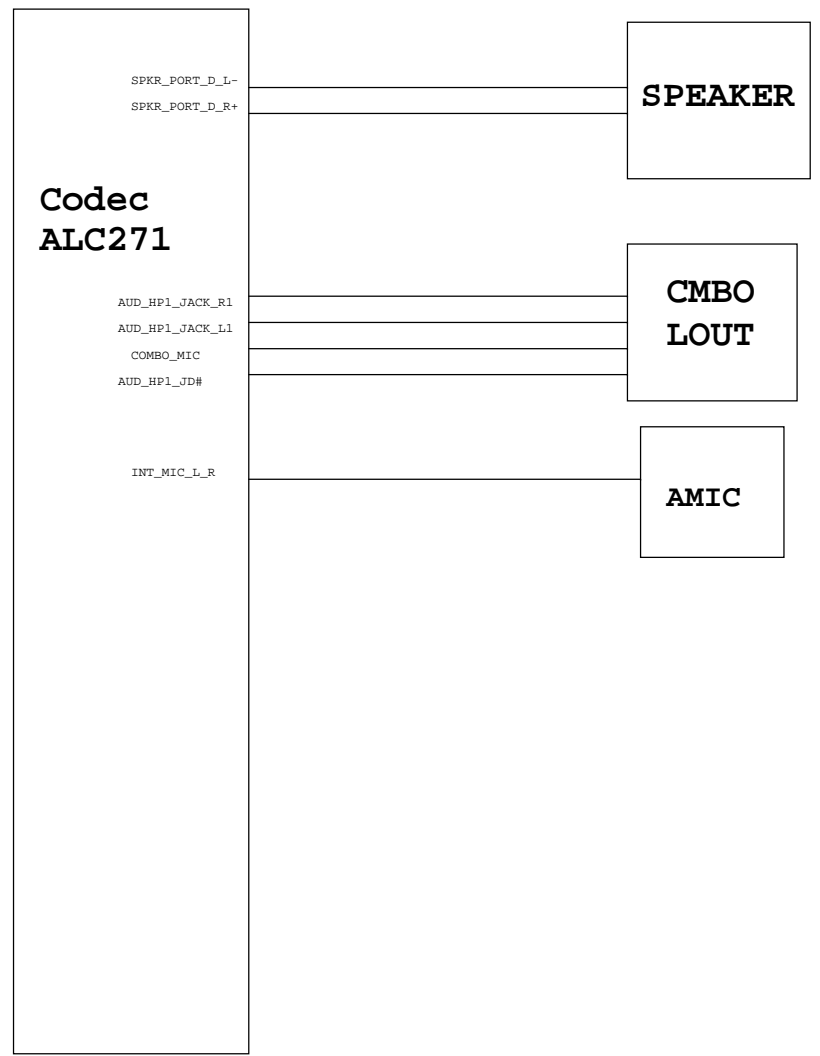 SPKR_PORT_D_L-
SPKR_PORT_D_R+
SPEAKER
Codec
ALC271
AUD_HP1_JACK_R1
AUD_HP1_JACK_L1
COMBO_MIC
AUD_HP1_JD#
CMBO
LOUT
INT_MIC_L_R
AMIC